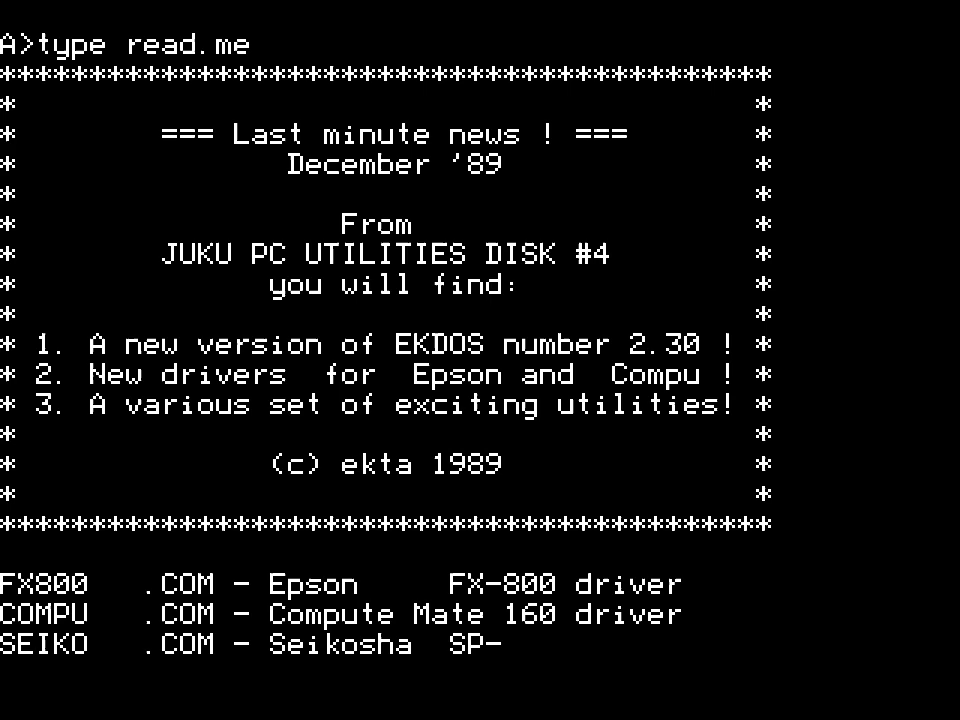 A>type read.me
*******************************************
*                                         *
*        === Last minute news ! ===       *
*               December '89              *
*                                         *
*                  From                   *
*        JUKU PC UTILITIES DISK #4        *
*              you will find:             *
*                                         *
* 1. A new version of EKDOS number 2.30 ! *
* 2. New drivers  for  Epson and  Compu ! *
* 3. A various set of exciting utilities! *
*                                         *
*              (c) ekta 1989              *
*                                         *
*******************************************
FX800   .COM - Epson     FX-800 driver
COMPU   .COM - Compute Mate 160 driver
SEIKO   .COM - Seikosha  SP-